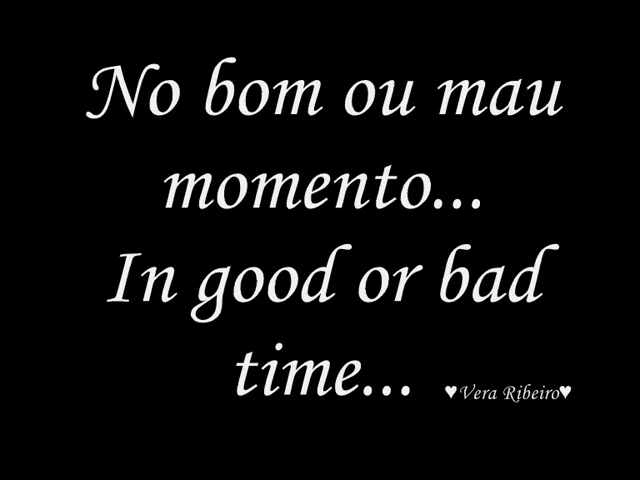 No bom ou mau
momento...
In good or bad
time... ♥Vera Ribeiro♥